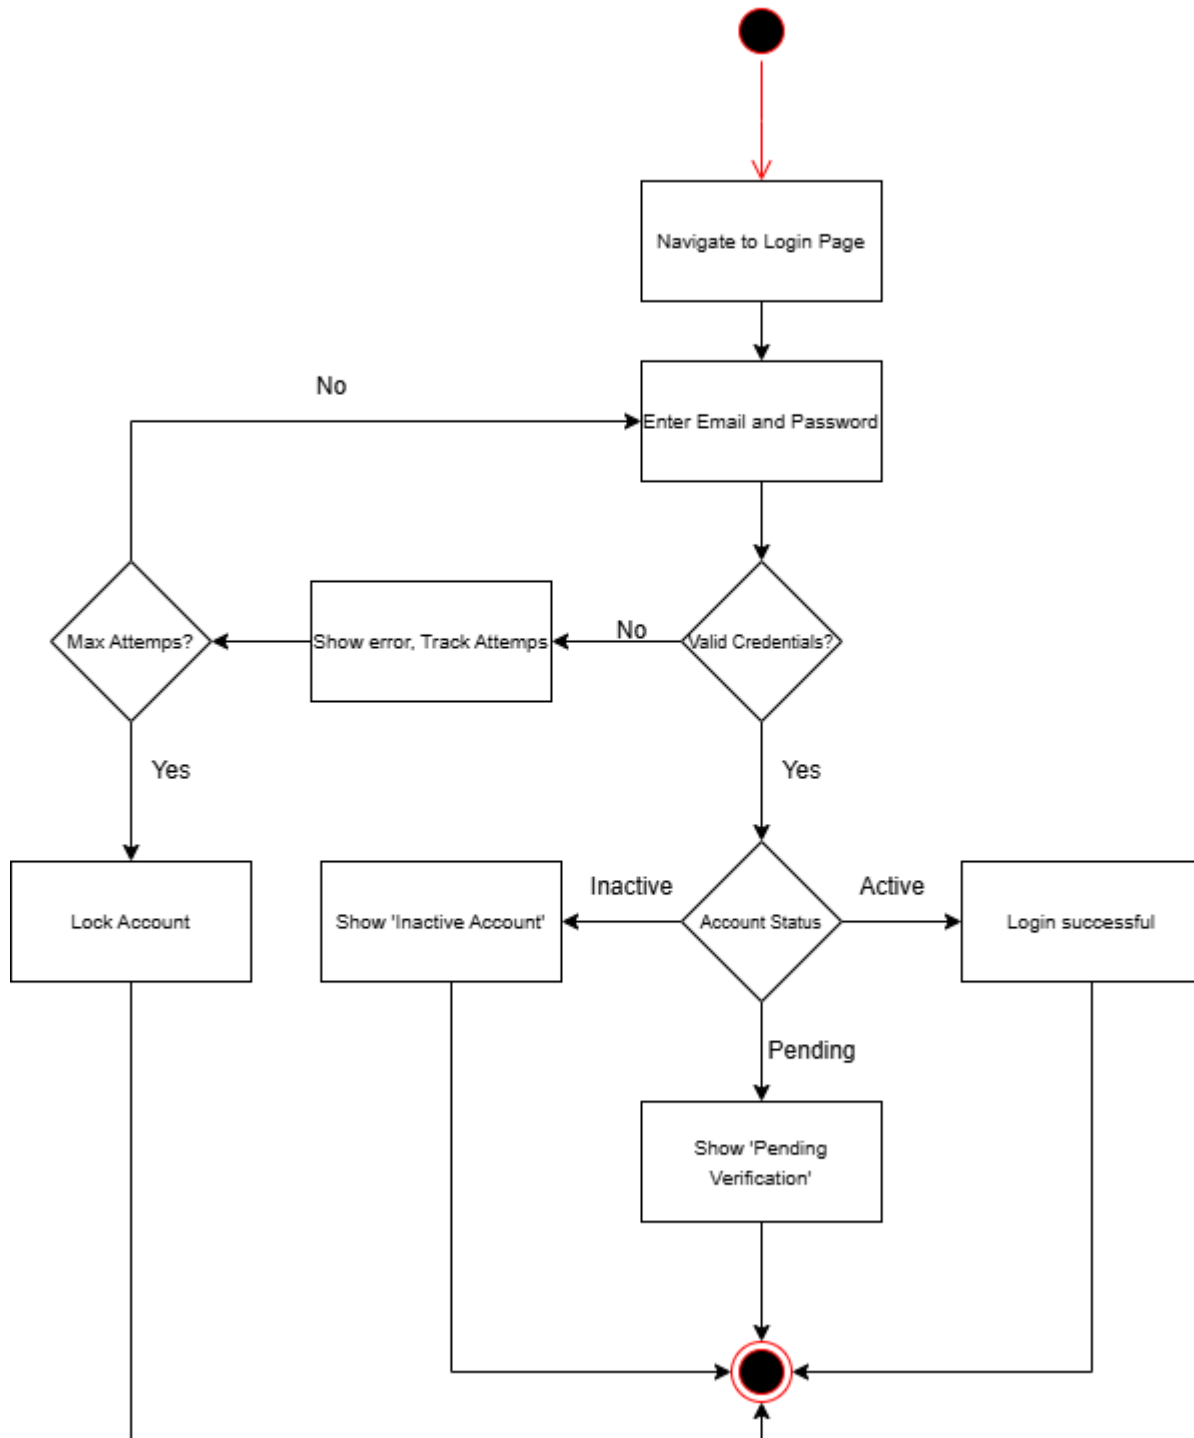 Navigate to Login Page
No
Enter Email and Password
Max Attemps?
Show error, Track Attemps
No
Valid Credentials?
Yes
Yes
Lock Account
Show 'Inactive Account'
Inactive
Account Status
Active
Login successful
Pending
Show 'Pending
Verification'